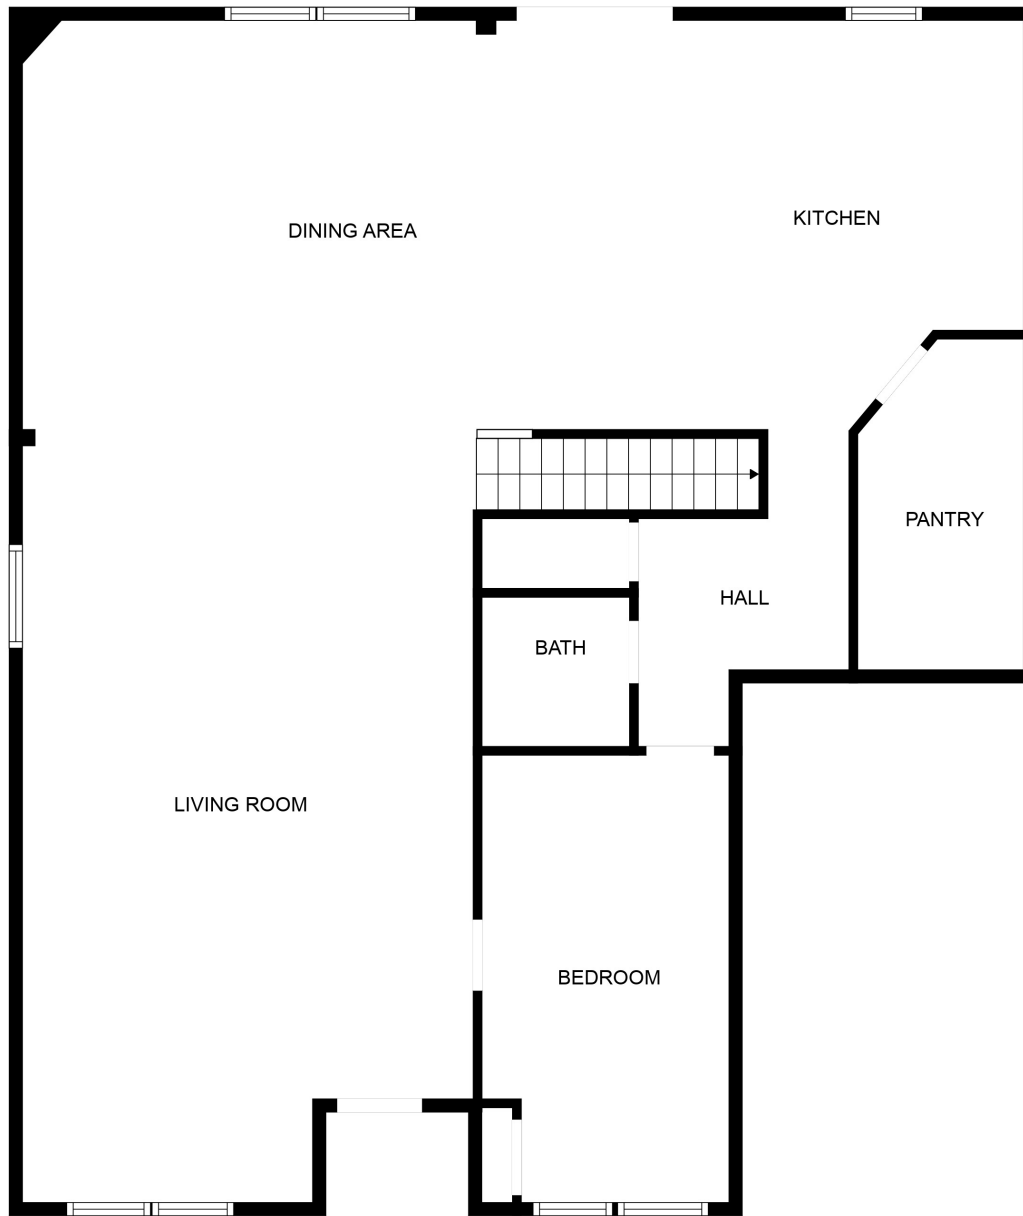 KITCHEN
DINING AREA
PANTRY
HALL
BATH
LIVING ROOM
BEDROOM